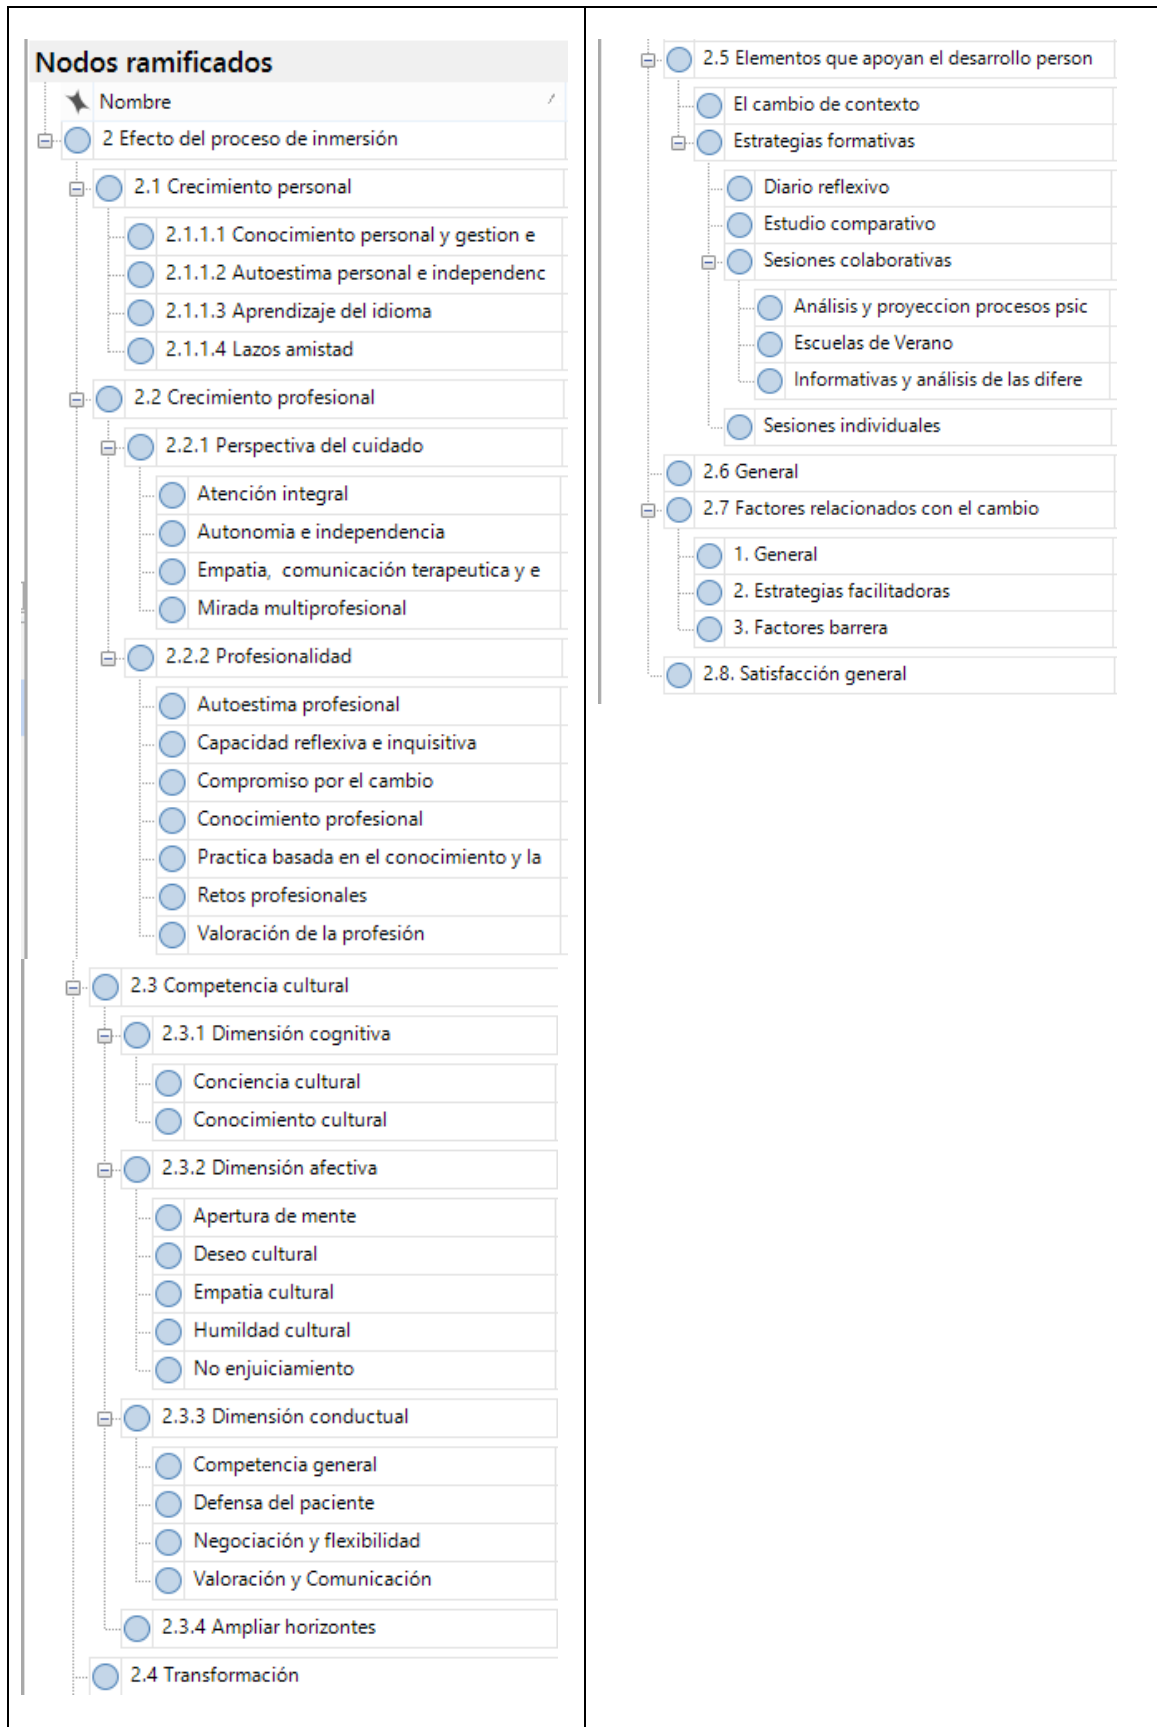 Nodos ramificados
Nombre
2 Efecto del proceso de inmersión
2.1 Crecimiento personal
2.1.1.1 Conocimiento personal y gestion e
2.1.1.2 Autoestima personal e independenc
2.1.1.3 Aprendizaje del idioma
2.1.1.4 Lazos amistad
2.2 Crecimiento profesional
2.2.1 Perspectiva del cuidado
Atención integral
Autonomia e independencia
Empatia, comunicación terapeutica y e
Mirada multiprofesional
2.2.2 Profesionalidad
Autoestima profesional
Capacidad reflexiva e inquisitiva
Compromiso por el cambio
Conocimiento profesional
Practica basada en el conocimiento y la
Retos profesionales
Valoración de la profesión
2.3 Competencia cultural
2.3.1 Dimensión cognitiva
Conciencia cultural
Conocimiento cultural
2.3.2 Dimensión afectiva
Apertura de mente
Deseo cultural
Empatia cultural
Humildad cultural
No enjuiciamiento
2.3.3 Dimensión conductual
Competencia general
Defensa del paciente
Negociación y flexibilidad
Valoración y Comunicación
2.3.4 Ampliar horizontes
2.4 Transformación
2.5 Elementos que apoyan el desarrollo person
El cambio de contexto
Estrategias formativas
Diario reflexivo
Estudio comparativo
Sesiones colaborativas
Análisis y proyeccion procesos psic
Escuelas de Verano
Informativas y análisis de las difere
Sesiones individuales
2.6 General
2.7 Factores relacionados con el cambio
1. General
2. Estrategias facilitadoras
3. Factores barrera
2.8. Satisfacción general